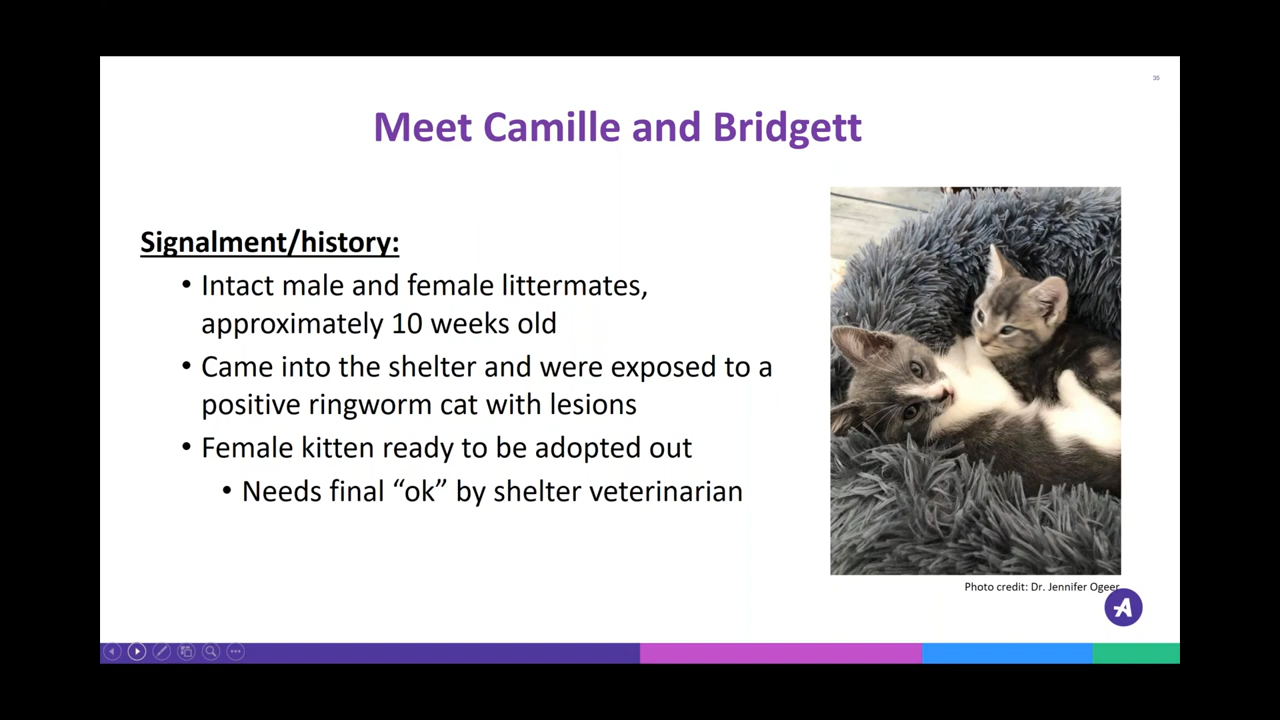 35
Meet Camille and Bridgett
Signalment/history:
• Intact male and female littermates,
approximately 10 weeks old
• Came into the shelter and were exposed to a
positive ringworm cat with lesions
• Female kitten ready to be adopted out
• Needs final “ok” by shelter veterinarian
Photo credit: Dr. Jennifer Ogeer
A